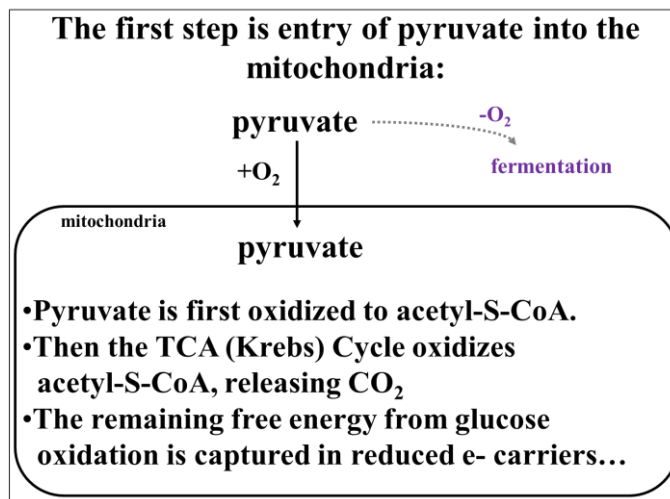 The first step is entry of pyruvate into the
mitochondria:
pyruvate
-O₂
+O₂
fermentation
mitochondria
pyruvate
•Pyruvate is first oxidized to acetyl-S-CoA.
•Then the TCA (Krebs) Cycle oxidizes
acetyl-S-CoA, releasing CO₂
•The remaining free energy from glucose
oxidation is captured in reduced e- carriers…